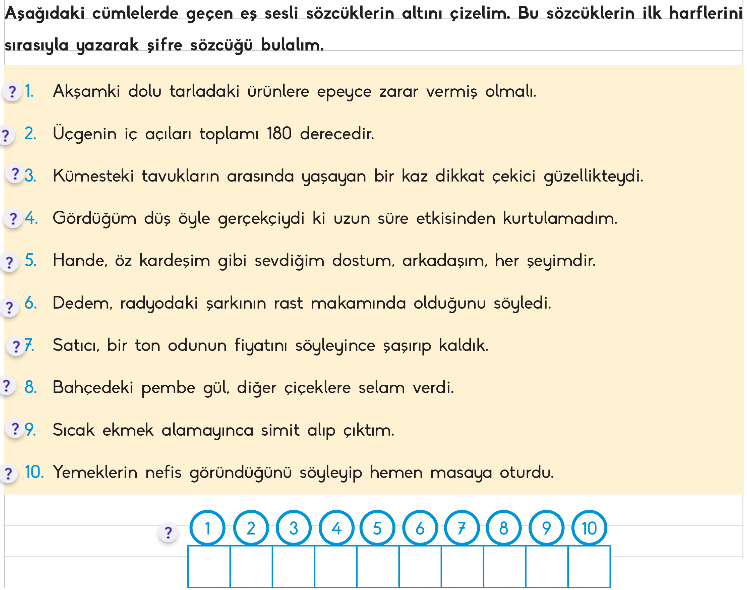 Aşağıdaki cümlelerde geçen eş sesli sözcüklerin altını çizelim. Bu sözcüklerin ilk harflerini
sırasıyla yazarak şifre sözcüğü bulalım.
? 1. Akşamki dolu tarladaki ürünlere epeyce zarar vermiş olmalı.
? 2. Üçgenin iç açıları toplamı 180 derecedir.
? 3. Kümesteki tavukların arasında yaşayan bir kaz dikkat çekici güzellikteydi.
? 4. Gördüğüm düş öyle gerçekçiydi ki uzun süre etkisinden kurtulamadım.
? 5. Hande, öz kardeşim gibi sevdiğim dostum, arkadaşım, her şeyimdir.
? 6. Dedem, radyodaki şarkının rast makamında olduğunu söyledi.
? 7. Satıcı, bir ton odunun fiyatını söyleyince şaşırıp kaldık.
? 8. Bahçedeki pembe gül, diğer çiçeklere selam verdi.
? 9. Sıcak ekmek alamayınca simit alıp çıktım.
? 10. Yemeklerin nefis göründüğünü söyleyip hemen masaya oturdu.
? 1 2 3 4 5 6 7 8 9 10